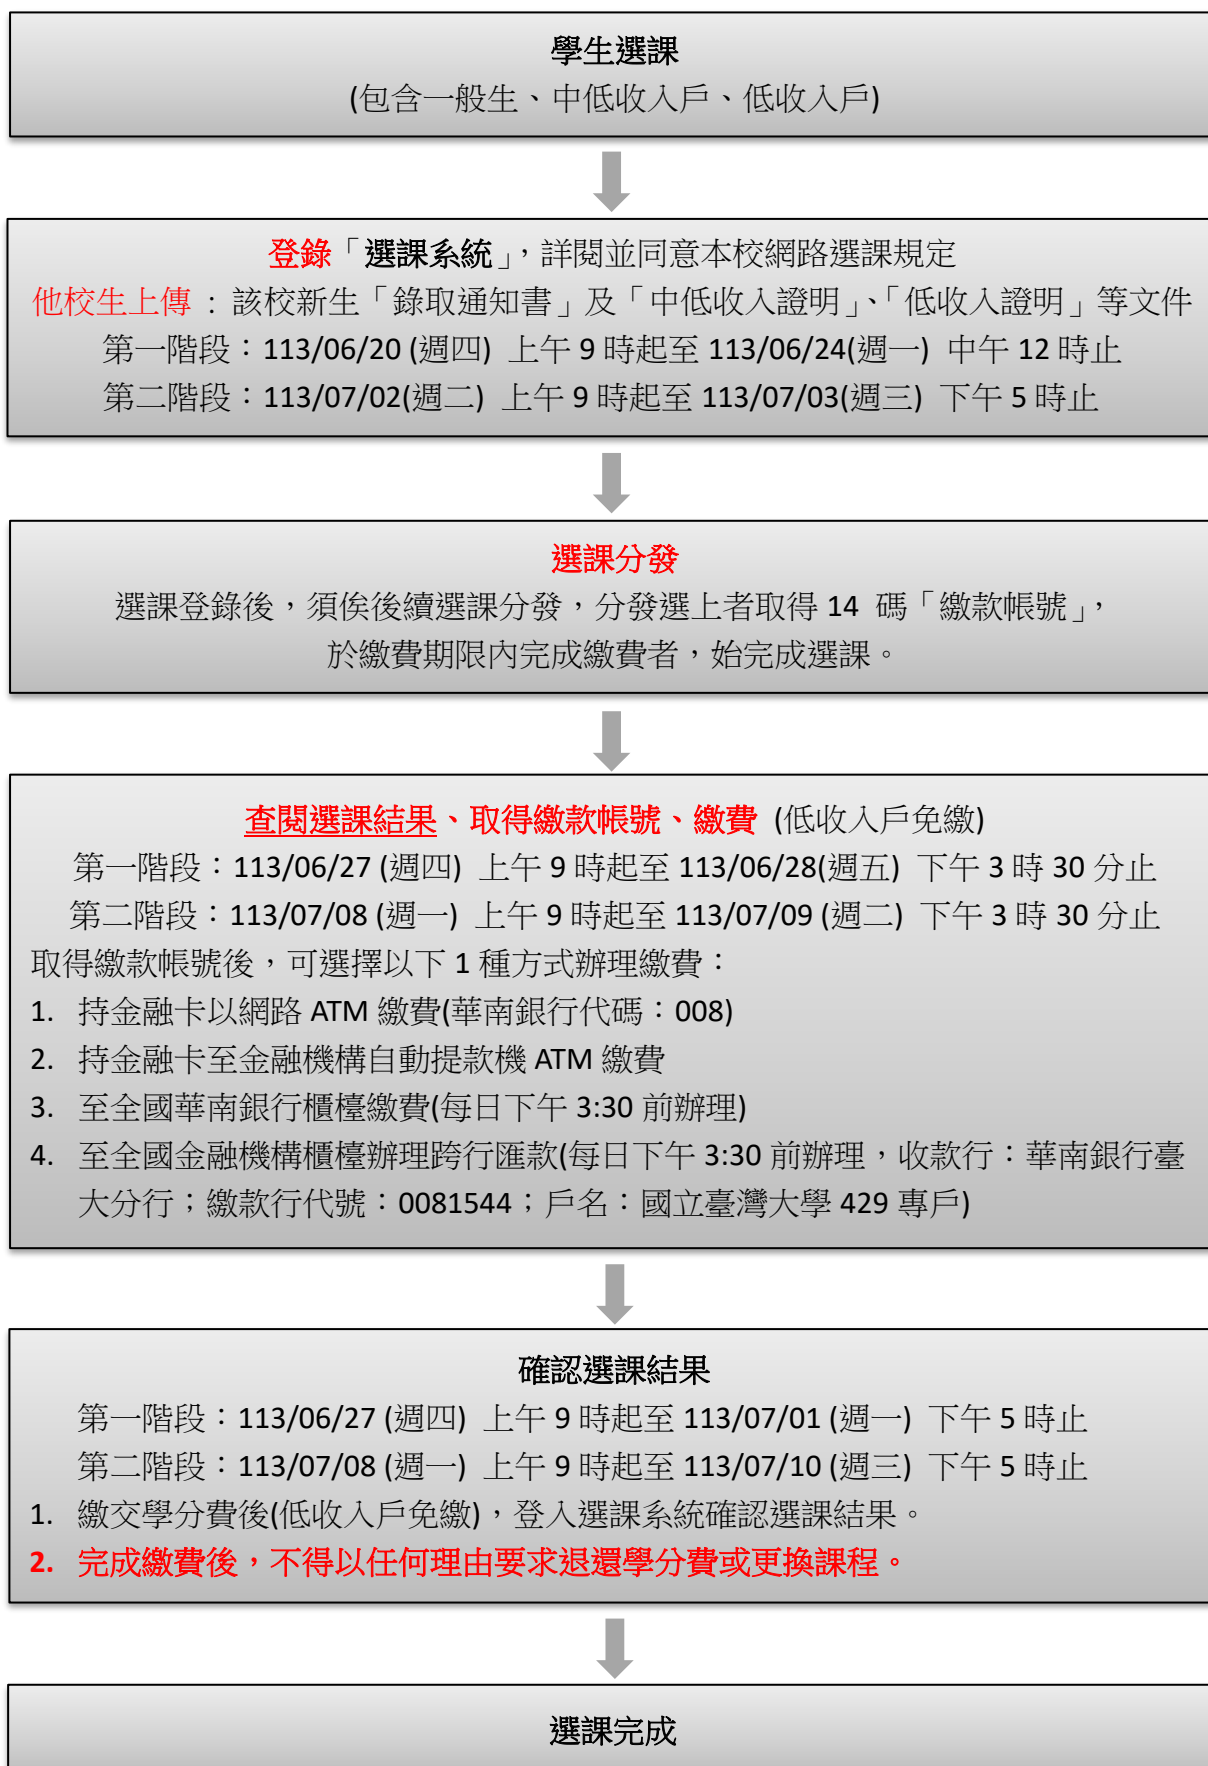 學生選課
(包含一般生、中低收入戶、低收入戶)
登錄「選課系統」，詳閱並同意本校網路選課規定
他校生上傳：該校新生「錄取通知書」及「中低收入證明」、「低收入證明」等文件
第一階段：113/06/20 (週四) 上午 9 時起至 113/06/24(週一) 中午 12 時止
第二階段：113/07/02(週二) 上午 9 時起至 113/07/03(週三) 下午 5 時止
選課分發
選課登錄後，須俟後續選課分發，分發選上者取得 14 碼「繳款帳號」，
於繳費期限內完成繳費者，始完成選課。
查閱選課結果、取得繳款帳號、繳費 (低收入戶免繳)
第一階段：113/06/27 (週四) 上午 9 時起至 113/06/28(週五) 下午 3 時 30 分止
第二階段：113/07/08 (週一) 上午 9 時起至 113/07/09 (週二) 下午 3 時 30 分止
取得繳款帳號後，可選擇以下 1 種方式辦理繳費：
1. 持金融卡以網路 ATM 繳費(華南銀行代碼：008)
2. 持金融卡至金融機構自動提款機 ATM 繳費
3. 至全國華南銀行櫃檯繳費(每日下午 3:30 前辦理)
4. 至全國金融機構櫃檯辦理跨行匯款(每日下午 3:30 前辦理，收款行：華南銀行臺
大分行；繳款行代號：0081544；戶名：國立臺灣大學 429 專戶)
確認選課結果
第一階段：113/06/27 (週四) 上午 9 時起至 113/07/01 (週一) 下午 5 時止
第二階段：113/07/08 (週一) 上午 9 時起至 113/07/10 (週三) 下午 5 時止
1. 繳交學分費後(低收入戶免繳)，登入選課系統確認選課結果。
2. 完成繳費後，不得以任何理由要求退還學分費或更換課程。
選課完成